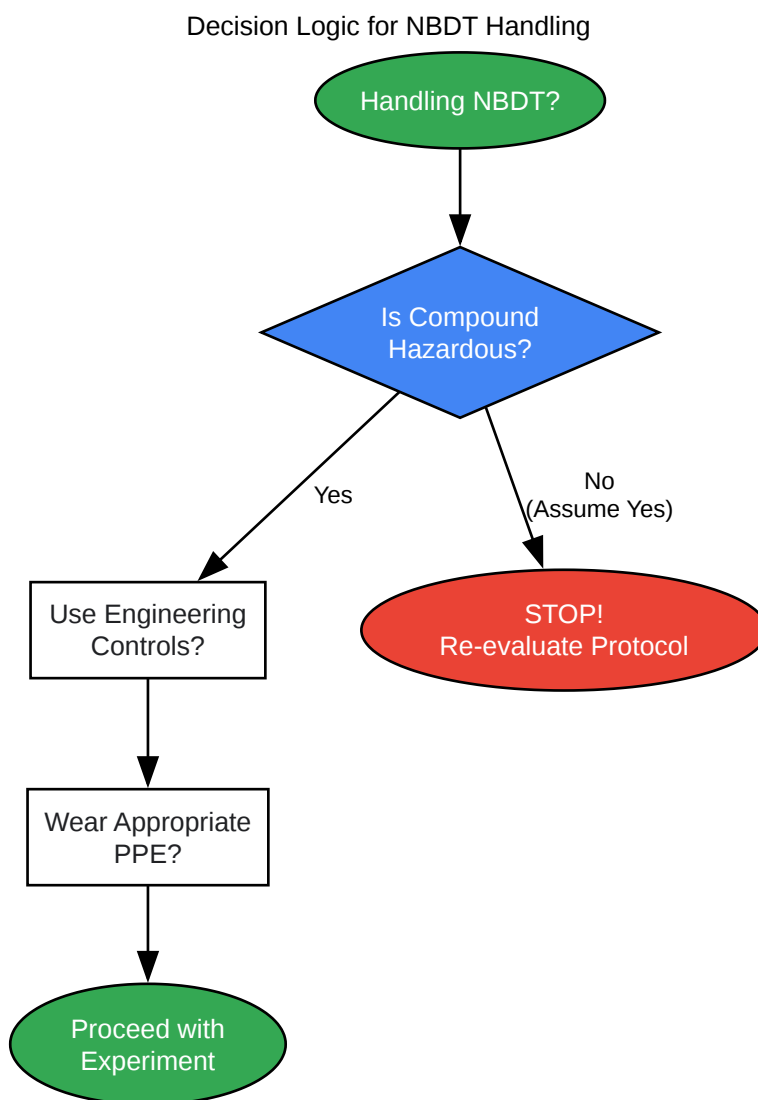 Decision Logic for NBDT Handling
Handling NBDT?
Is Compound
Hazardous?
Yes
No
(Assume Yes)
Use Engineering
Controls?
STOP!
Re-evaluate Protocol
Wear Appropriate
PPE?
Proceed with
Experiment